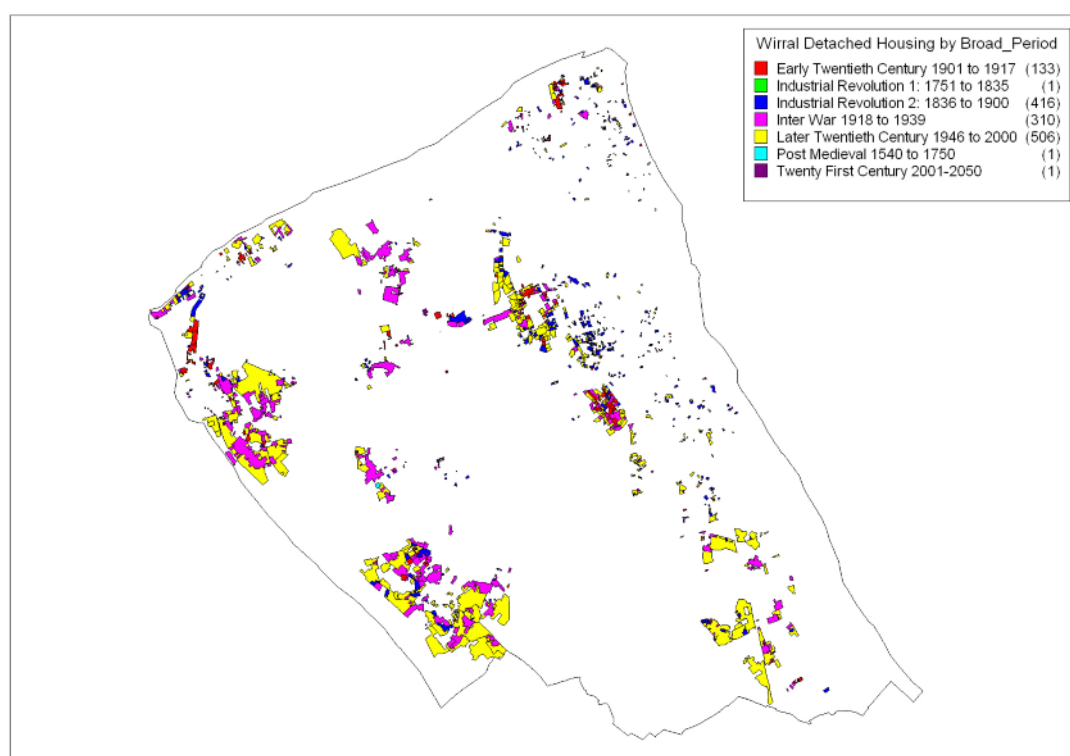 Wirral Detached Housing by Broad_Period
Early Twentieth Century 1901 to 1917 (133)
Industrial Revolution 1: 1751 to 1835 (1)
Industrial Revolution 2: 1836 to 1900 (416)
Inter War 1918 to 1939 (310)
Later Twentieth Century 1946 to 2000 (506)
Post Medieval 1540 to 1750 (1)
Twenty First Century 2001-2050 (1)